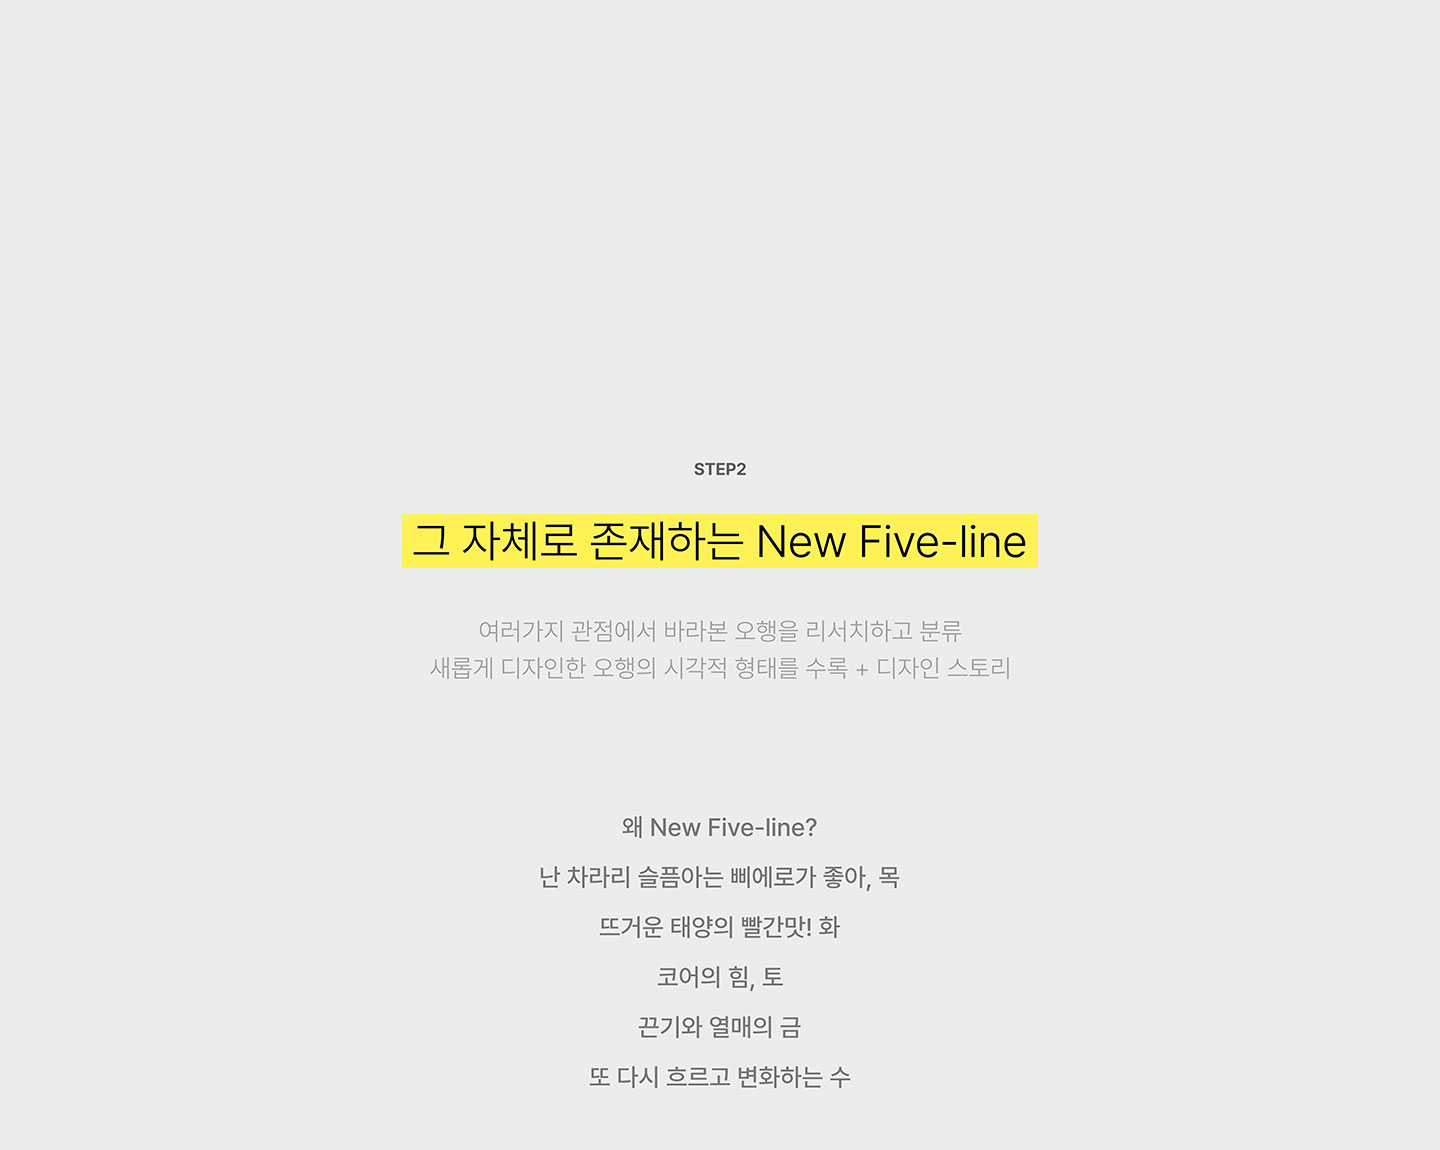 STEP2
그 자체로 존재하는 New Five-line
여러가지 관점에서 바라본 오행을 리서치하고 분류
새롭게 디자인한 오행의 시각적 형태를 수록 + 디자인 스토리
왜 New Five-line?
난 차라리 슬픔아는 삐에로가 좋아, 목
뜨거운 태양의 빨간맛! 화
코어의 힘, 토
끈기와 열매의 금
또 다시 흐르고 변화하는 수